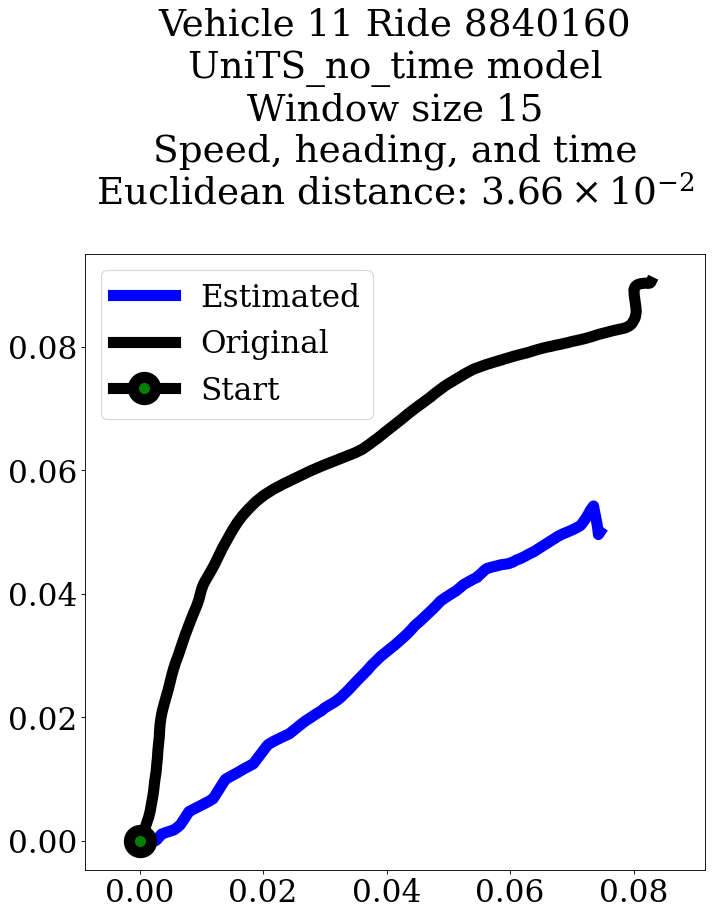 Vehicle 11 Ride 8840160
UniTS_no_time model
Window size 15
Speed, heading, and time
Euclidean distance: 3.66 × 10⁻²
Estimated
Original
Start
0.08
0.06
0.04
0.02
0.00
0.00 0.02 0.04 0.06 0.08